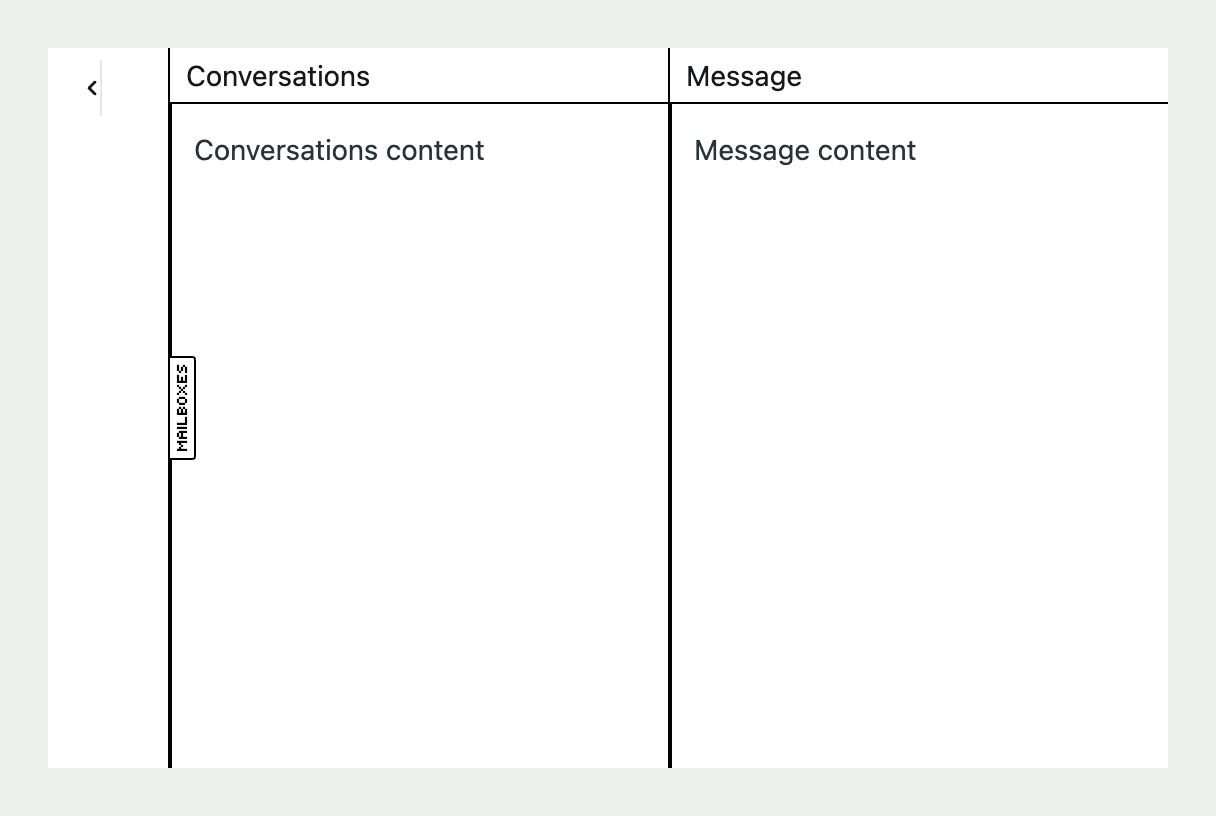 Conversations
Message
Conversations content
Message content
MAILBOXES